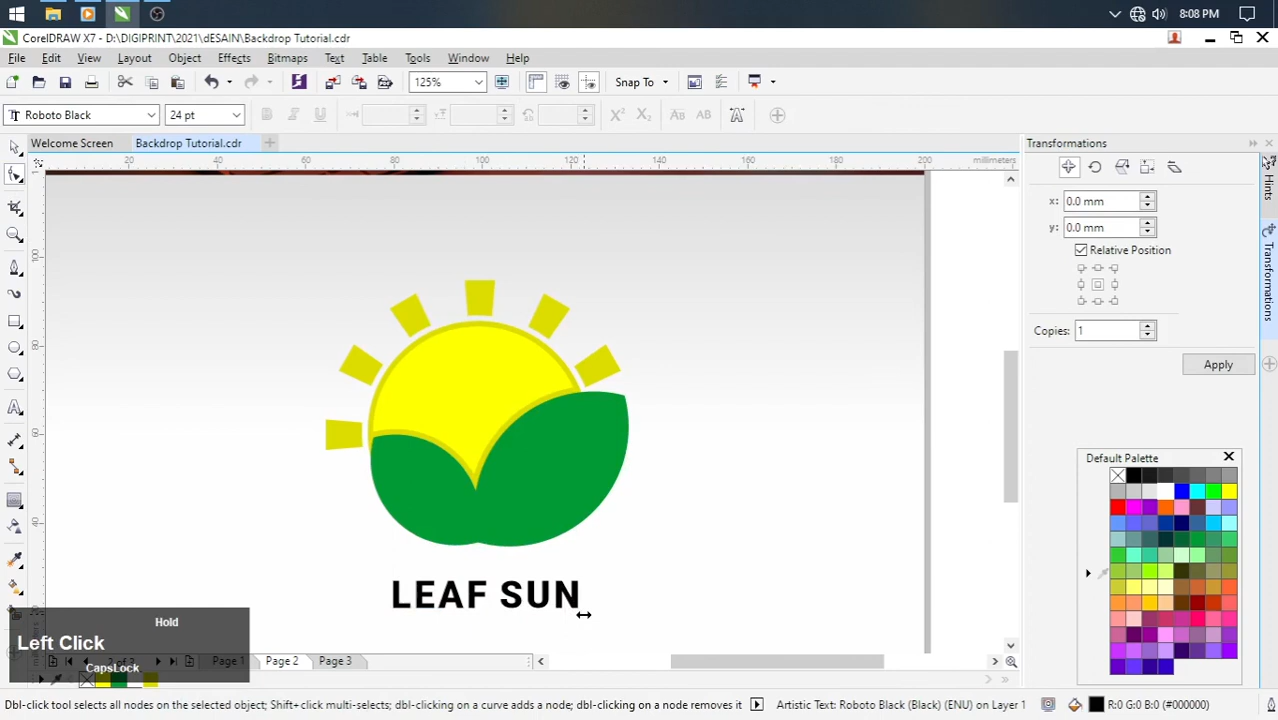 8:08 PM
CorelDRAW X7 - D:\DIGIPRINT\2021\dESAIN\Backdrop Tutorial.cdr
File Edit View Layout Object Effects Bitmaps Text Table Tools Window Help
125% Snap To
Roboto Black 24 pt
Welcome Screen Backdrop Tutorial.cdr
Transformations
20 40 60 80 100 120 140 160 180 200 millimeters
Hints
x: 0.0 mm
y: 0.0 mm
Relative Position
Transformations
Copies: 1
Apply
100
80
60
40
Default Palette
LEAF SUN
Hold
Left Click
CapsLock
Page 1 Page 2 Page 3
Dbl-click tool selects all nodes on the selected object; Shift+click multi-selects; dbl-clicking on a curve adds a node; dbl-clicking on a node removes it
Artistic Text: Roboto Black (Black) (ENU) on Layer 1
R:0 G:0 B:0 (#000000)